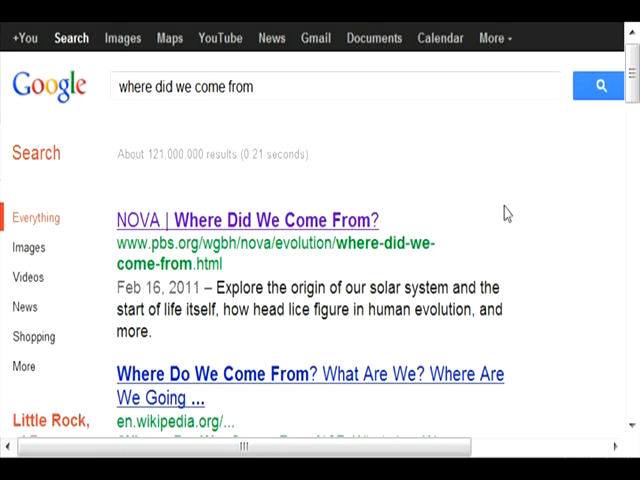 +You Search Images Maps YouTube News Gmail Documents Calendar More
Google
where did we come from
Search
About 121,000,000 results (0.21 seconds)
Everything
Images
Videos
News
Shopping
More
Little Rock,
NOVA | Where Did We Come From?
www.pbs.org/wgbh/nova/evolution/where-did-we-
come-from.html
Feb 16, 2011 – Explore the origin of our solar system and the
start of life itself, how head lice figure in human evolution, and
more.
Where Do We Come From? What Are We? Where Are
We Going ...
en.wikipedia.org/...